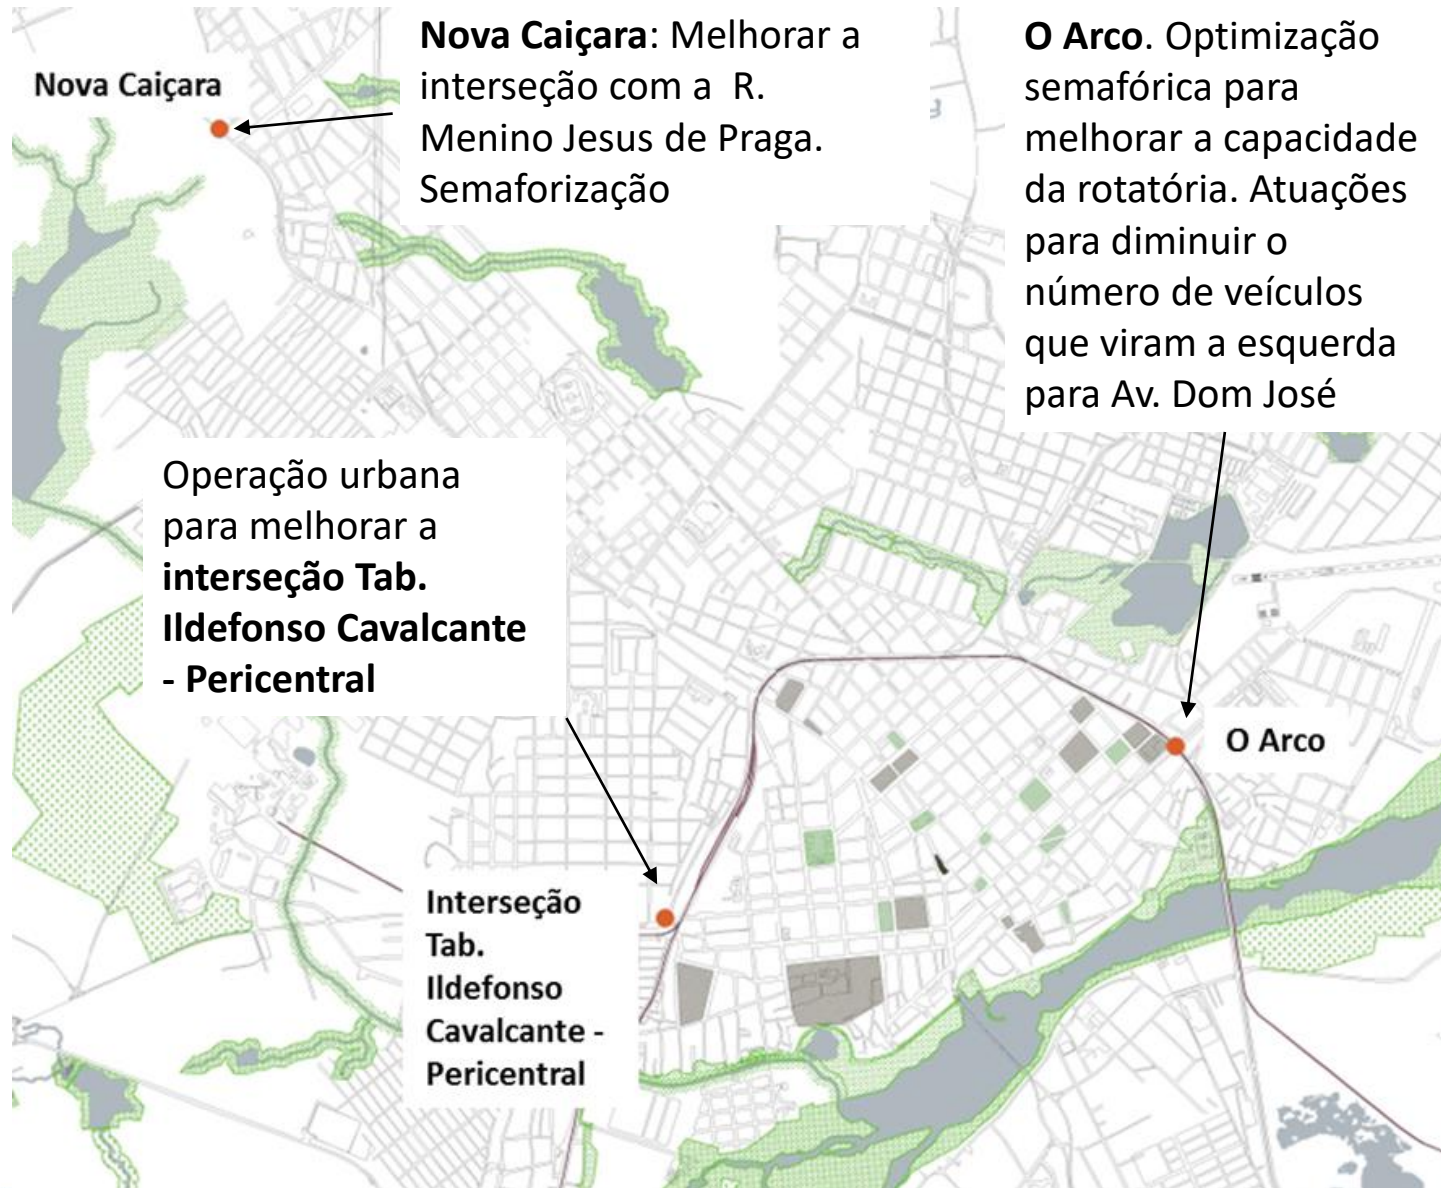 Nova Caiçara
Nova Caiçara: Melhorar a
interseção com a R.
Menino Jesus de Praga.
Semaforização
O Arco. Optimização
semafórica para
melhorar a capacidade
da rotatória. Atuações
para diminuir o
número de veículos
que viram a esquerda
para Av. Dom José
Operação urbana
para melhorar a
interseção Tab.
Ildefonso Cavalcante
- Pericentral
O Arco
Interseção
Tab.
Ildefonso
Cavalcante -
Pericentral